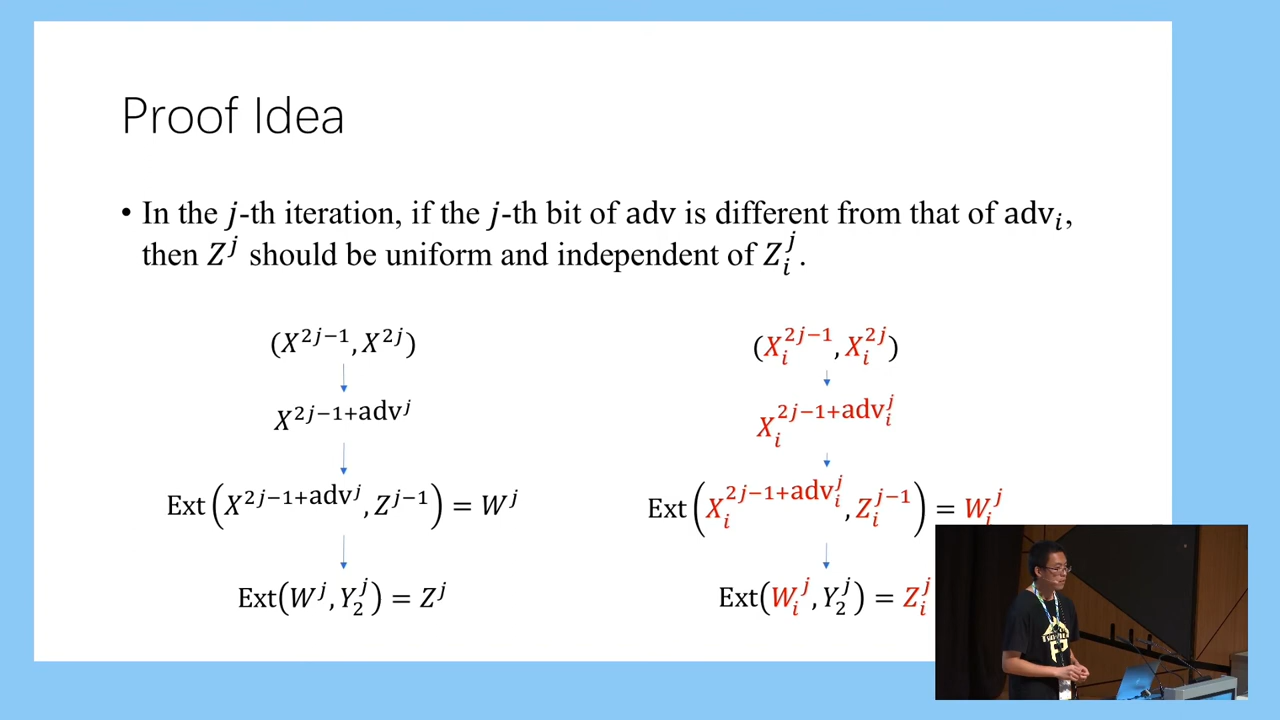 Proof Idea
• In the j-th iteration, if the j-th bit of adv is different from that of advᵢ,
then Z^j should be uniform and independent of Z_i^j.
(X^{2j−1}, X^{2j})
X^{2j−1+adv^j}
Ext(X^{2j−1+adv^j}, Z^{j−1}) = W^j
Ext(W^j, Y_2^j) = Z^j
(X_i^{2j−1}, X_i^{2j})
X_i^{2j−1+adv_i^j}
Ext(X_i^{2j−1+adv_i^j}, Z_i^{j−1}) = W_i^j
Ext(W_i^j, Y_2^j) = Z_i^j